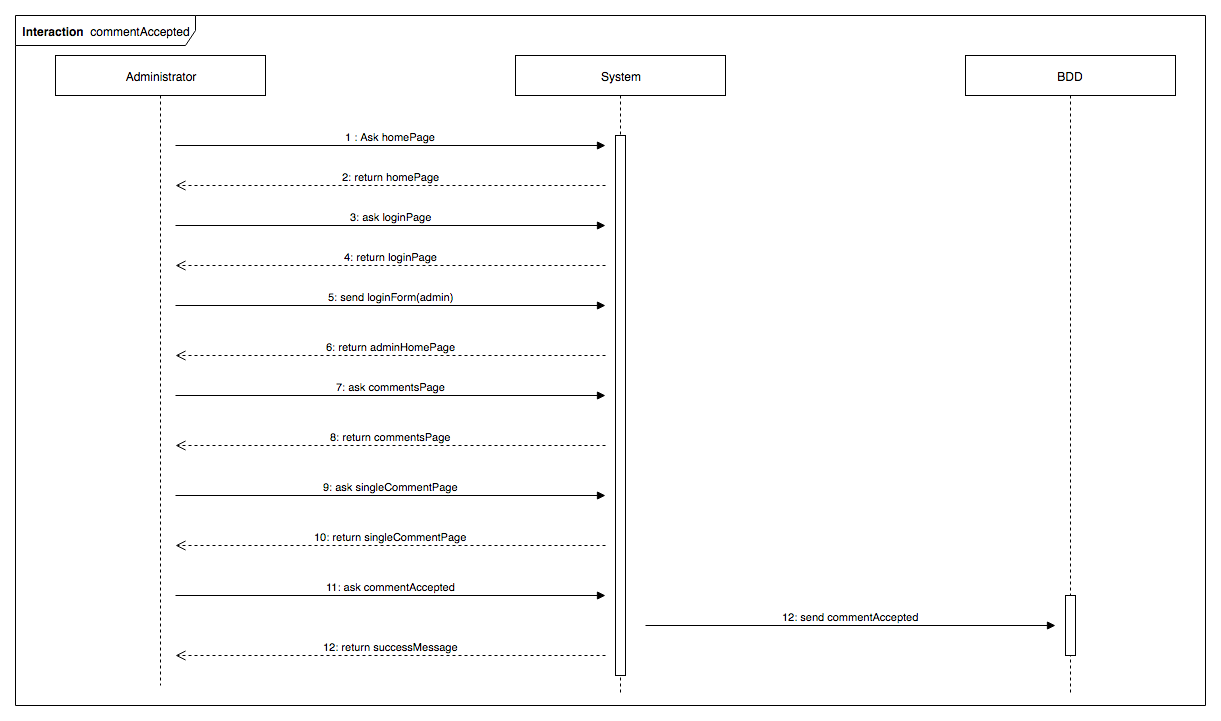 Interaction commentAccepted
Administrator
System
BDD
1 : Ask homePage
2: return homePage
3: ask loginPage
4: return loginPage
5: send loginForm(admin)
6: return adminHomePage
7: ask commentsPage
8: return commentsPage
9: ask singleCommentPage
10: return singleCommentPage
11: ask commentAccepted
12: send commentAccepted
12: return successMessage